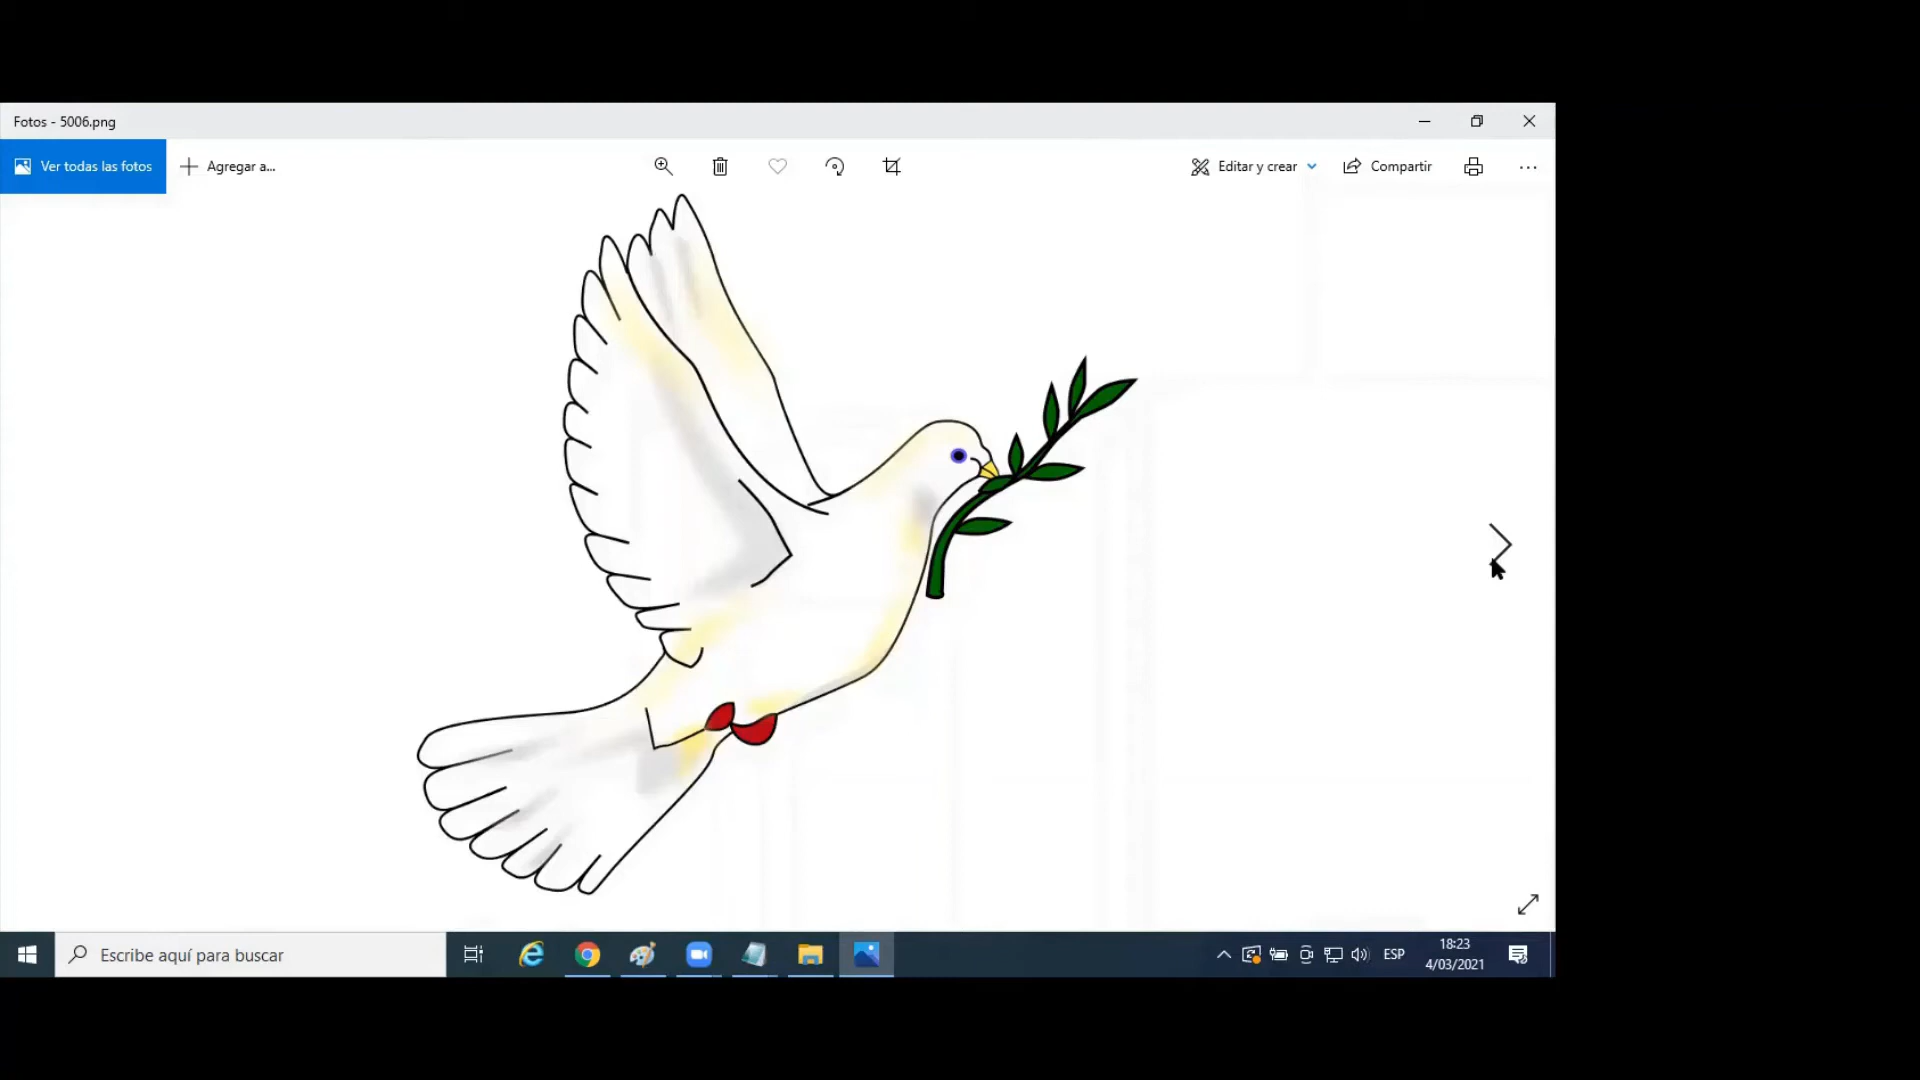 Fotos - 5006.png
Ver todas las fotos
Agregar a...
Editar y crear
Compartir
Escribe aquí para buscar
ESP
18:23
4/03/2021